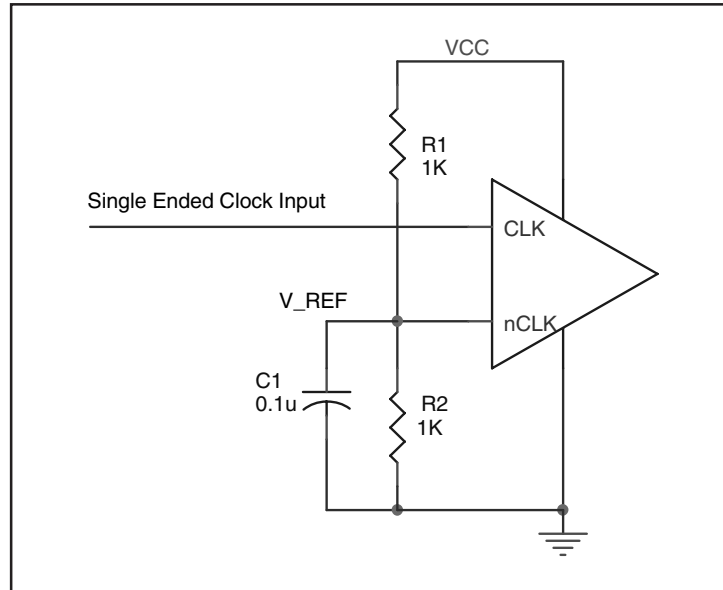 VCC
R1
1K
Single Ended Clock Input
CLK
V_REF
nCLK
C1
0.1u
R2
1K